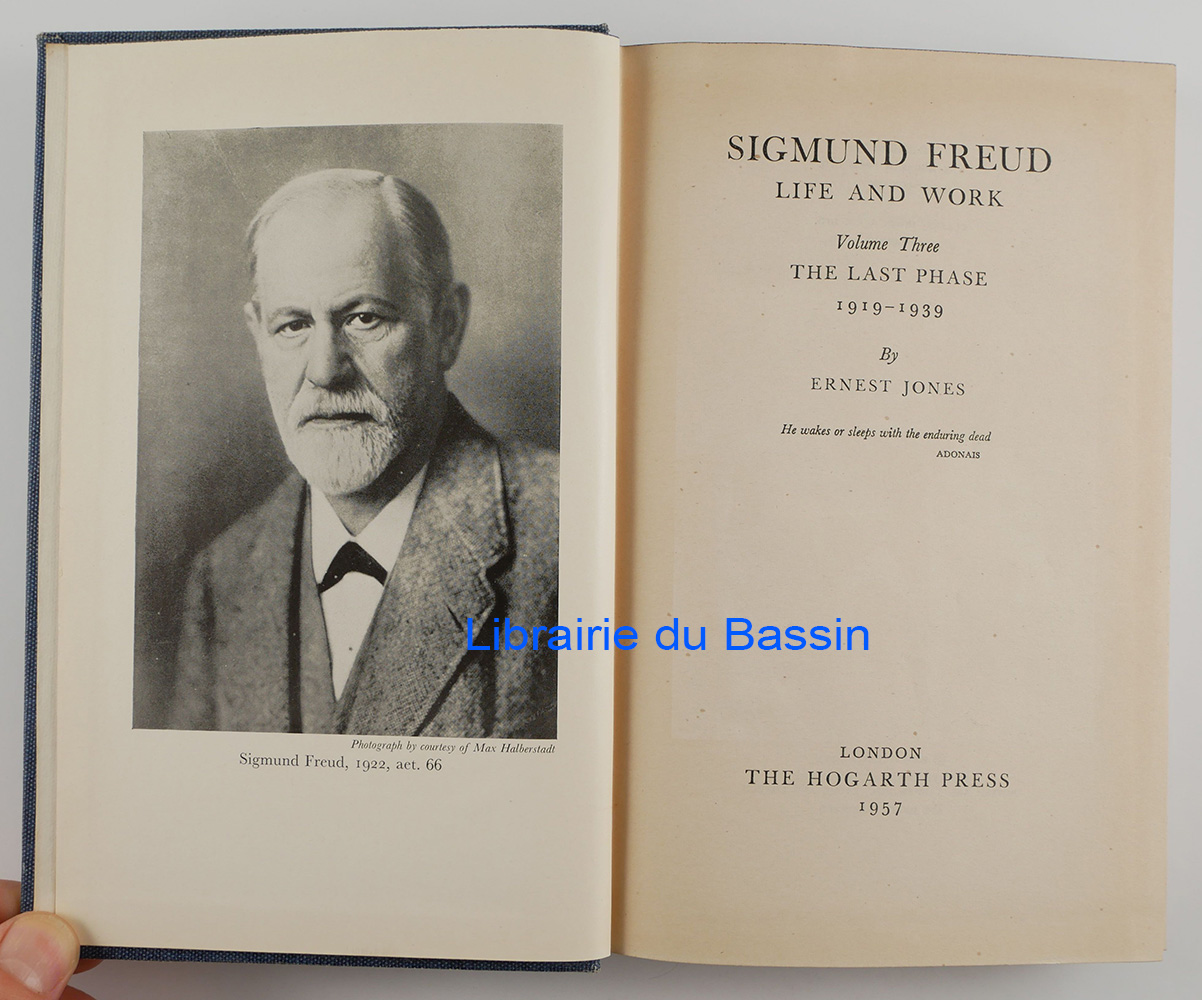 Photograph by courtesy of Max Halberstadt
Sigmund Freud, 1922, aet. 66
SIGMUND FREUD
LIFE AND WORK
Volume Three
THE LAST PHASE
1919–1939
By
ERNEST JONES
He wakes or sleeps with the enduring dead
ADONAIS
Librairie du Bassin
LONDON
THE HOGARTH PRESS
1957